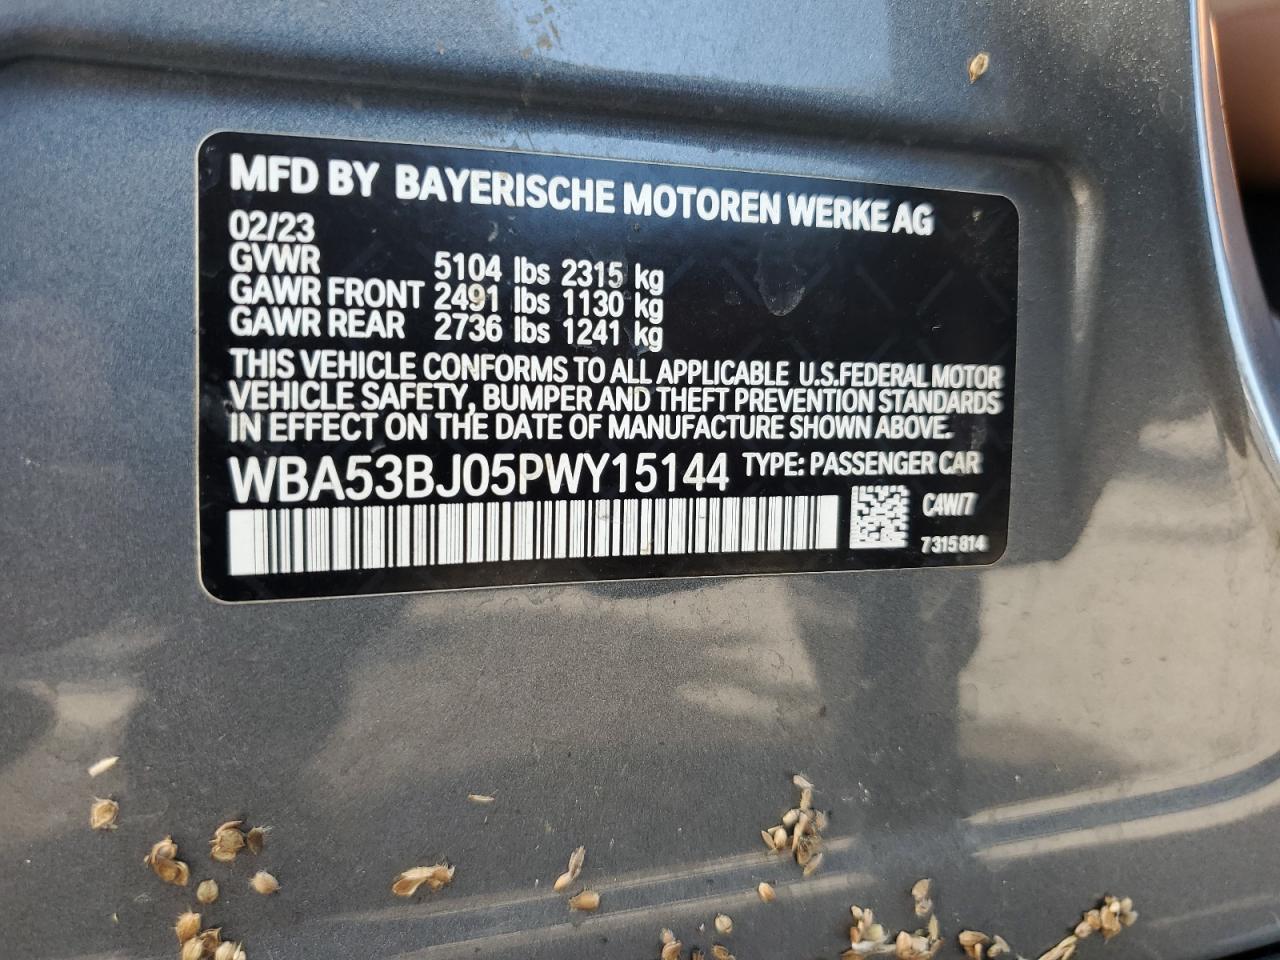 MFD BY BAYERISCHE MOTOREN WERKE AG
02/23
GVWR 5104 lbs 2315 kg
GAWR FRONT 2491 lbs 1130 kg
GAWR REAR 2736 lbs 1241 kg
THIS VEHICLE CONFORMS TO ALL APPLICABLE U.S.FEDERAL MOTOR
VEHICLE SAFETY, BUMPER AND THEFT PREVENTION STANDARDS
IN EFFECT ON THE DATE OF MANUFACTURE SHOWN ABOVE.
WBA53BJ05PWY15144 TYPE: PASSENGER CAR
C4W/7
7315814